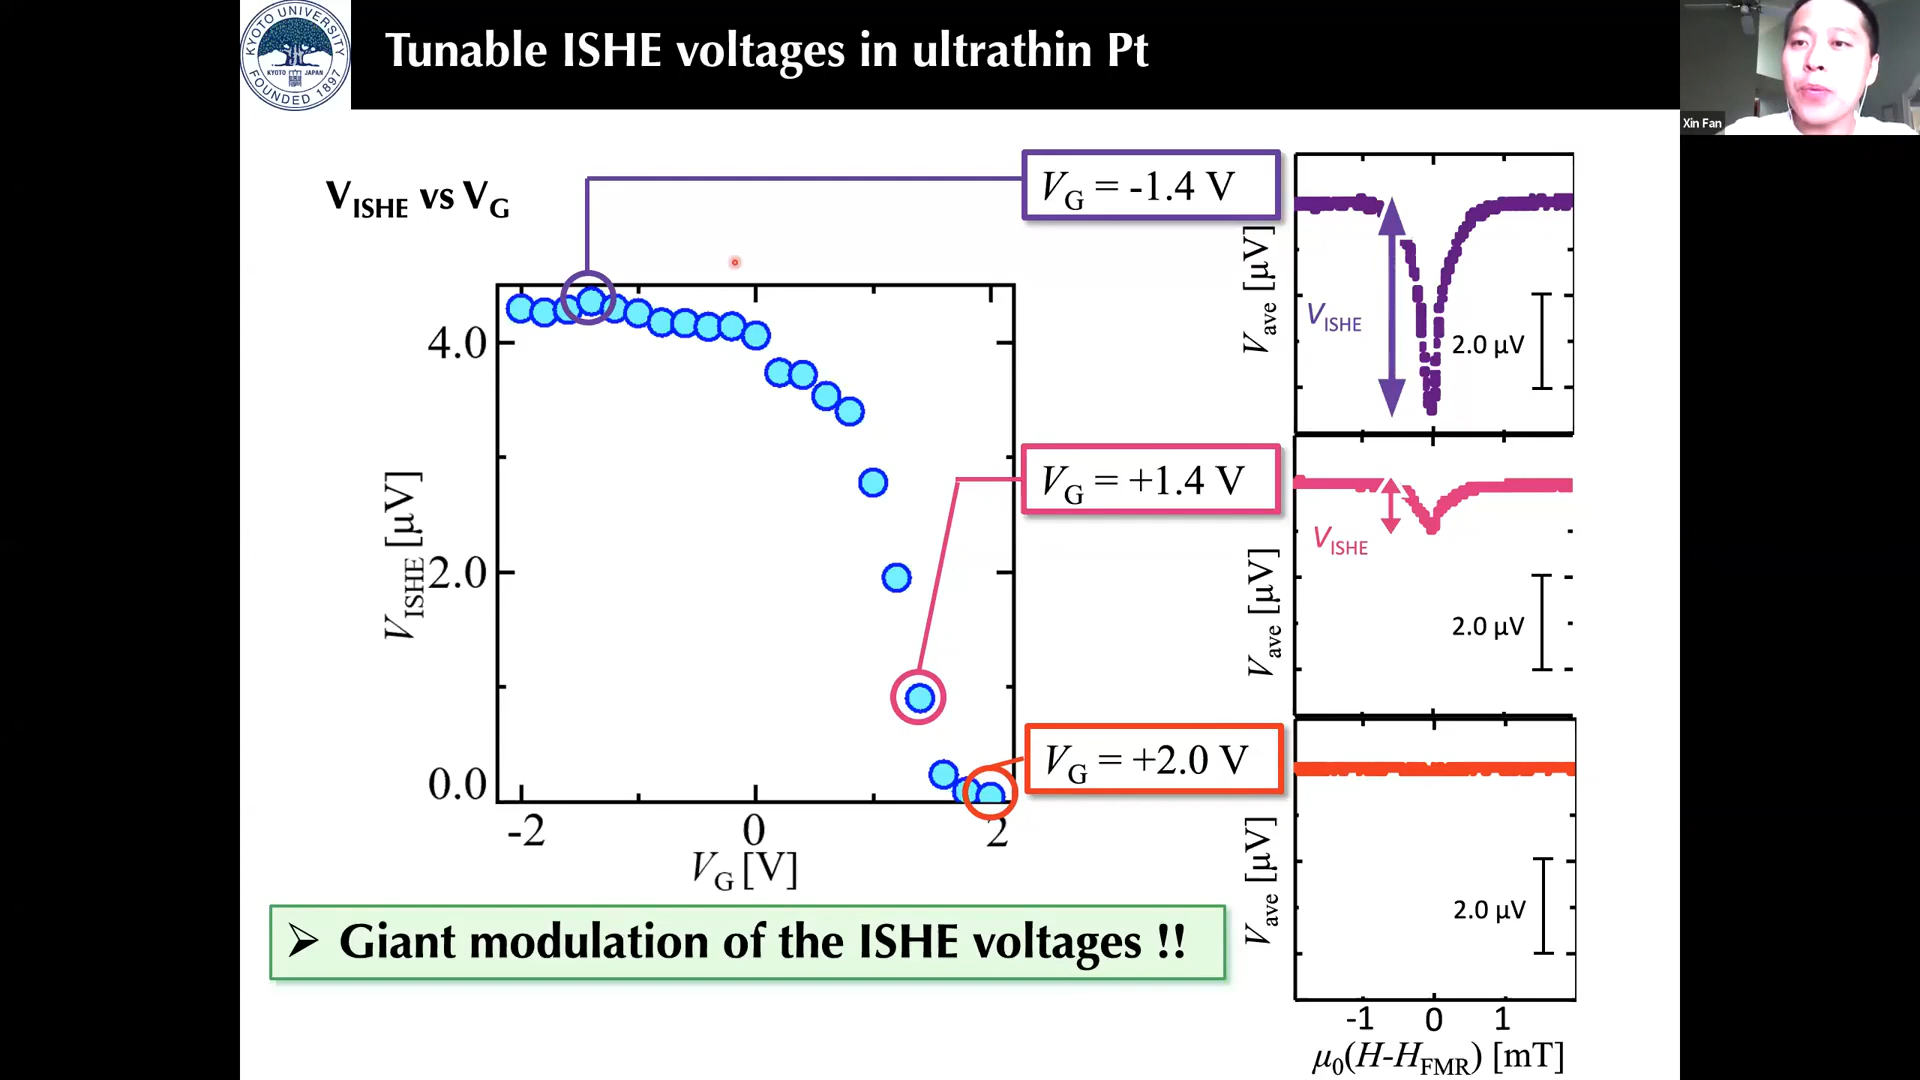 KYOTO UNIVERSITY
KYOTO JAPAN
FOUNDED 1897
Tunable ISHE voltages in ultrathin Pt
Xin Fan
VISHE vs VG
VG = -1.4 V
VG = +1.4 V
VG = +2.0 V
VISHE [µV]
4.0
2.0
0.0
-2
0
2
VG [V]
Vave [µV]
VISHE
2.0 µV
Vave [µV]
VISHE
2.0 µV
Vave [µV]
2.0 µV
-1
0
1
µ0(H-HFMR) [mT]
➢ Giant modulation of the ISHE voltages !!